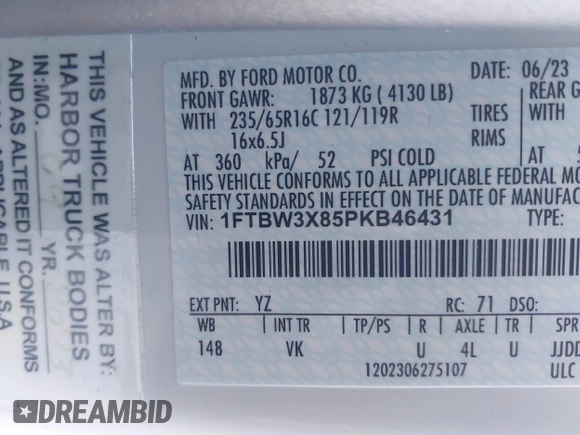 MFD. BY FORD MOTOR CO. DATE: 06/23
FRONT GAWR: 1873 KG ( 4130 LB) REAR G
WITH 235/65R16C 121/119R TIRES WITH
16x6.5J RIMS
AT 360 kPa/ 52 PSI COLD AT
THIS VEHICLE CONFORMS TO ALL APPLICABLE FEDERAL MO
SAFETY STANDARDS IN EFFECT ON THE DATE OF MANUFAC
VIN: 1FTBW3X85PKB46431 TYPE:
EXT PNT: YZ RC: 71 DSO:
WB INT TR TP/PS R AXLE TR SPR
148 VK U 4L U JJDD
1202306275107 ULC
THIS VEHICLE WAS ALTER BY:
HARBOR TRUCK BODIES
IN:MO. YR.
AND AS ALTERED IT CONFORMS
APPLICABLE U.S.A
DREAMBID